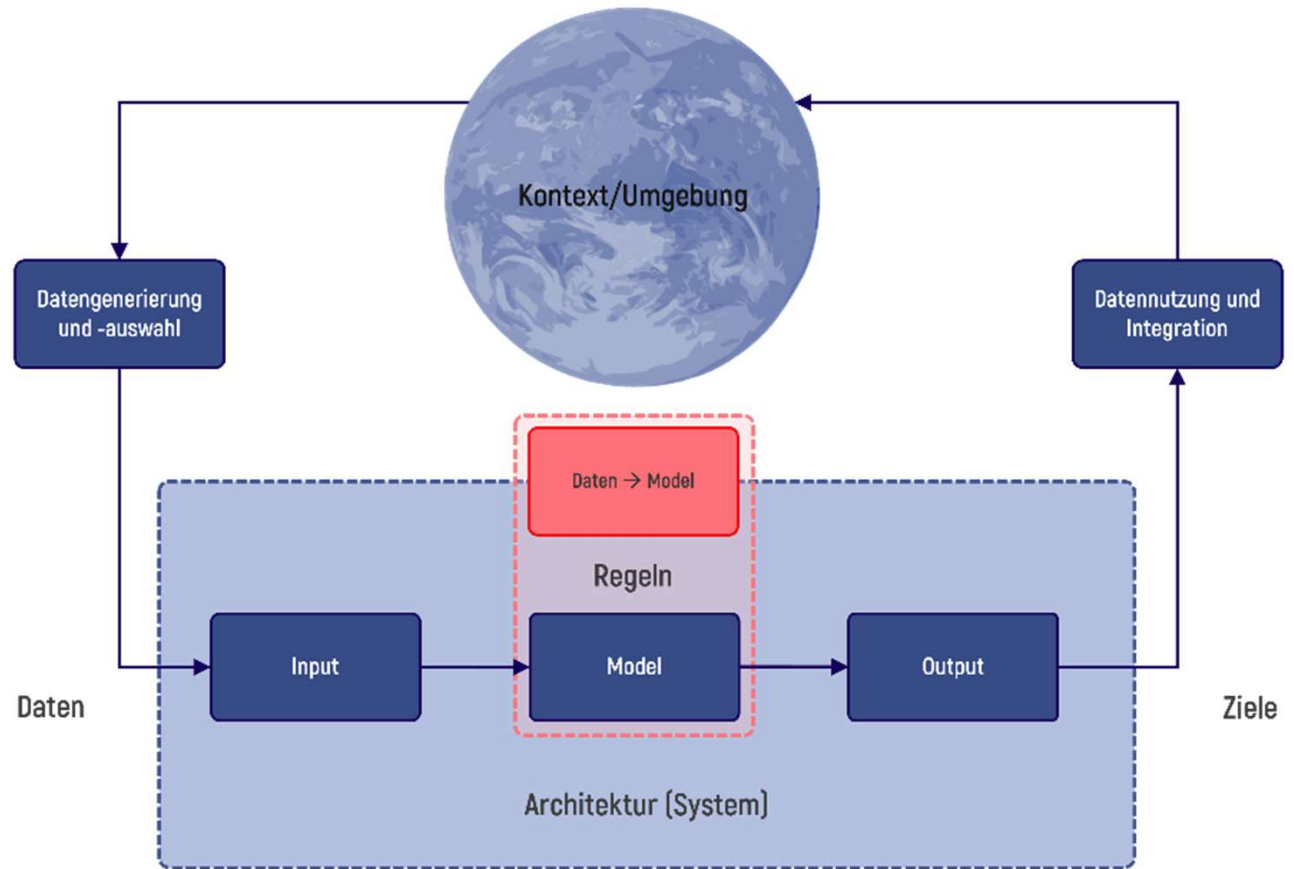 Kontext/Umgebung
Datengenerierung
und -auswahl
Datennutzung und
Integration
Daten → Model
Regeln
Input
Model
Output
Daten
Ziele
Architektur (System)